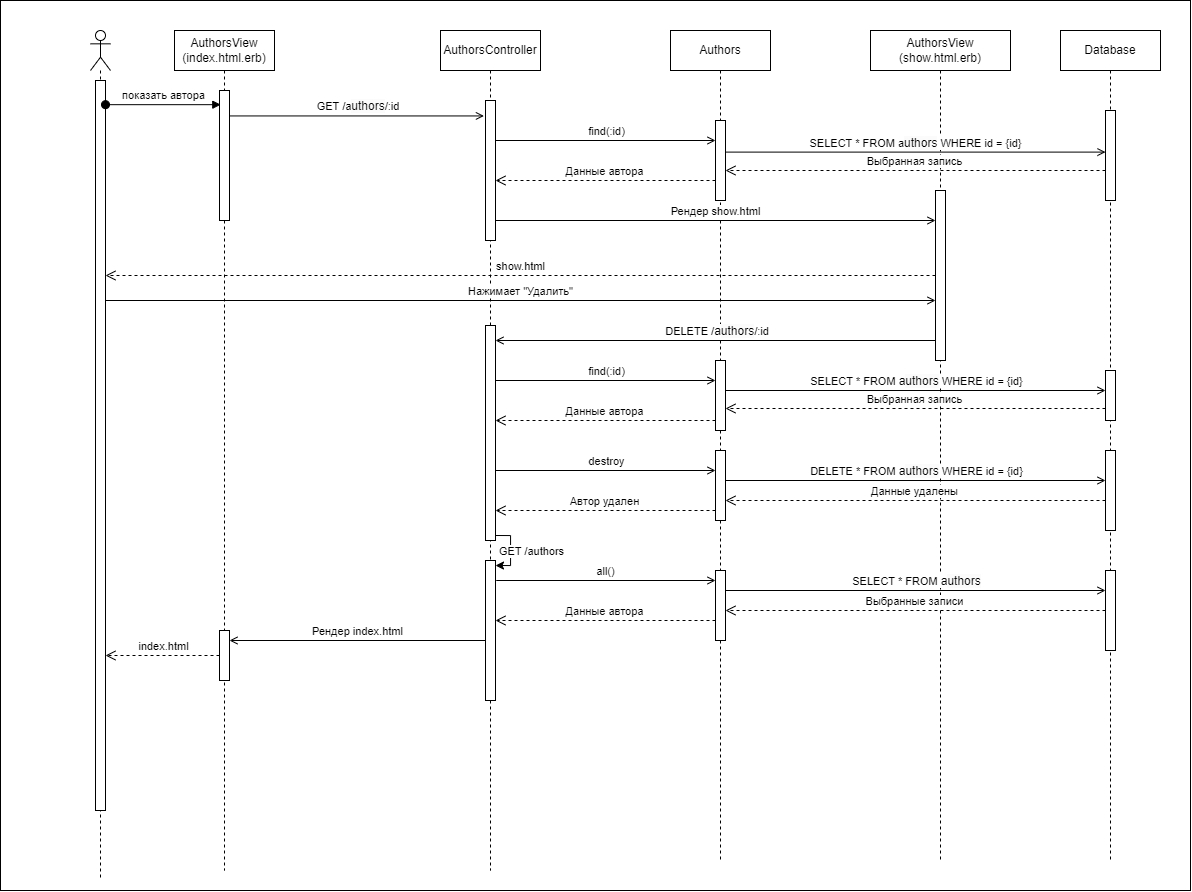 AuthorsView
(index.html.erb)
AuthorsController
Authors
AuthorsView
(show.html.erb)
Database
показать автора
GET /authors/:id
find(:id)
SELECT * FROM authors WHERE id = {id}
Выбранная запись
Данные автора
Рендер show.html
show.html
Нажимает "Удалить"
DELETE /authors/:id
find(:id)
SELECT * FROM authors WHERE id = {id}
Выбранная запись
Данные автора
destroy
DELETE * FROM authors WHERE id = {id}
Данные удалены
Автор удален
GET /authors
all()
SELECT * FROM authors
Выбранные записи
Данные автора
Рендер index.html
index.html